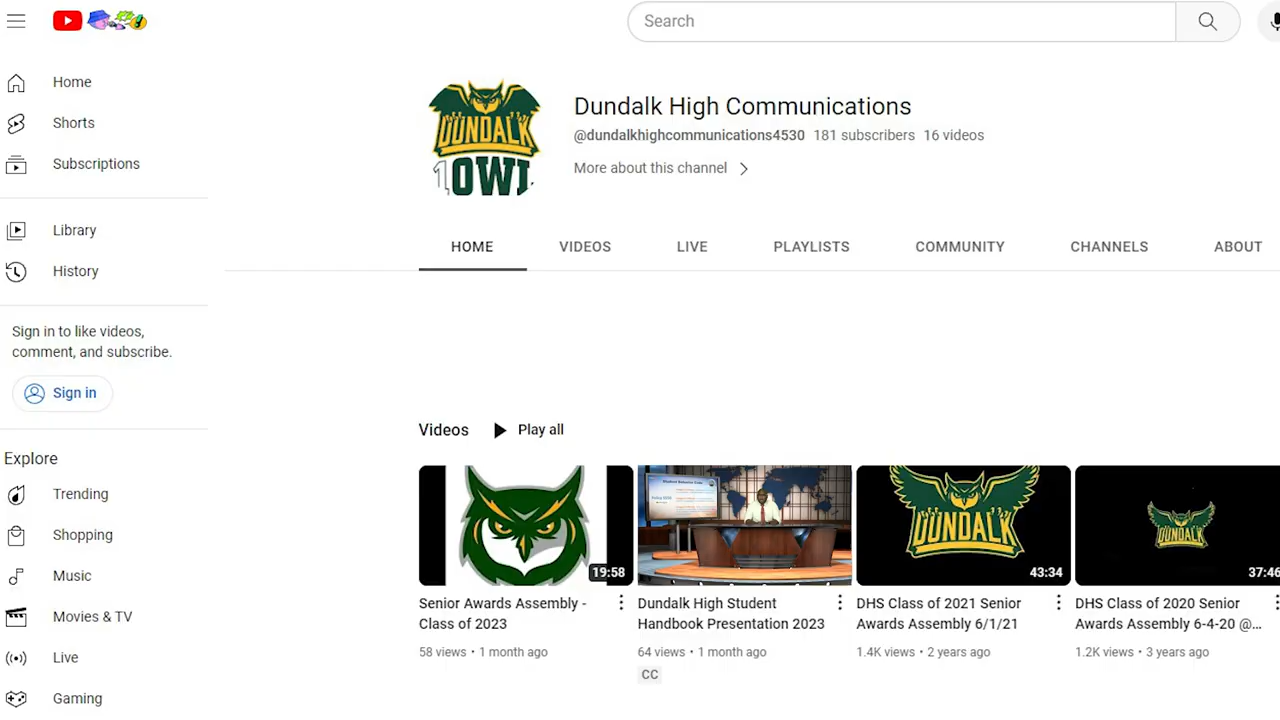 Search
Home
Shorts
Subscriptions
Library
History
Sign in to like videos,
comment, and subscribe.
Sign in
Explore
Trending
Shopping
Music
Movies & TV
Live
Gaming
DUNDALK
OWL
Dundalk High Communications
@dundalkhighcommunications4530 181 subscribers 16 videos
More about this channel
HOME VIDEOS LIVE PLAYLISTS COMMUNITY CHANNELS ABOUT
Videos Play all
19:58
Senior Awards Assembly -
Class of 2023
58 views • 1 month ago
Dundalk High Student
Handbook Presentation 2023
64 views • 1 month ago
CC
DUNDALK
43:34
DHS Class of 2021 Senior
Awards Assembly 6/1/21
1.4K views • 2 years ago
DUNDALK
37:46
DHS Class of 2020 Senior
Awards Assembly 6-4-20 @...
1.2K views • 3 years ago